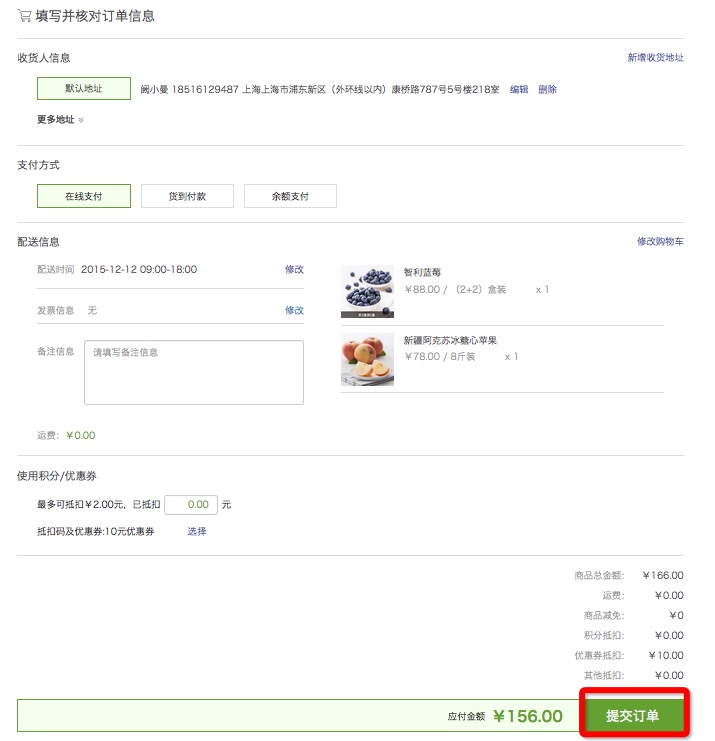 填写并核对订单信息
收货人信息 新增收货地址
默认地址 阙小曼 18516129487 上海上海市浦东新区（外环线以内）康桥路787号5号楼218室 编辑 删除
更多地址
支付方式
在线支付 货到付款 余额支付
配送信息 修改购物车
配送时间 2015-12-12 09:00-18:00 修改
智利蓝莓
￥88.00 / （2+2）盒装 x 1
发票信息 无 修改
新疆阿克苏冰糖心苹果
￥78.00 / 8斤装 x 1
备注信息 请填写备注信息
运费: ￥0.00
使用积分/优惠券
最多可抵扣￥2.00元, 已抵扣 0.00 元
抵扣码及优惠券:10元优惠券 选择
商品总金额: ￥166.00
运费: ￥0.00
商品减免: ￥0
积分抵扣: ￥0.00
优惠券抵扣: ￥10.00
其他抵扣: ￥0.00
应付金额 ￥156.00 提交订单